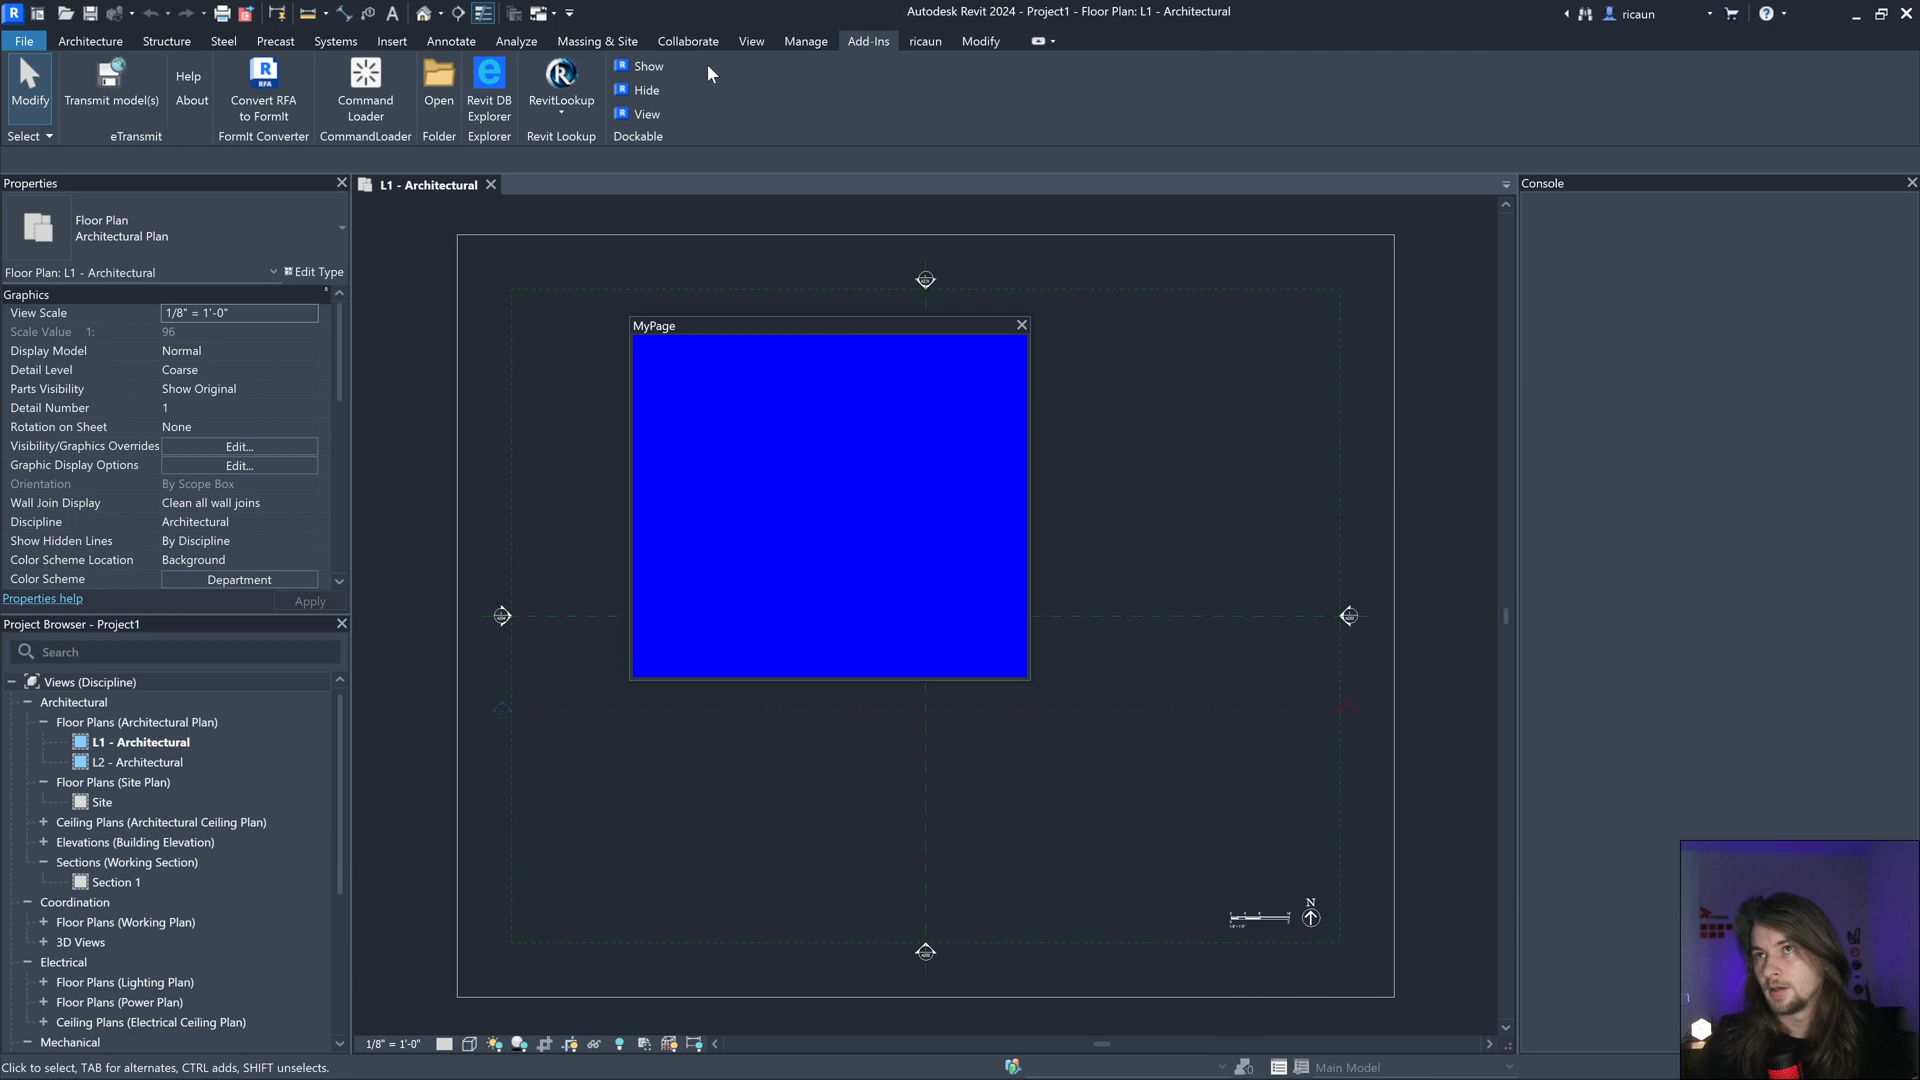 Autodesk Revit 2024 - Project1 - Floor Plan: L1 - Architectural
ricaun
File
Architecture
Structure
Steel
Precast
Systems
Insert
Annotate
Analyze
Massing & Site
Collaborate
View
Manage
Add-Ins
ricaun
Modify
Modify
Transmit model(s)
Help
About
Convert RFA
to FormIt
Command
Loader
Open
Revit DB
Explorer
RevitLookup
Show
Hide
View
Select
eTransmit
FormIt Converter
CommandLoader
Folder
Explorer
Revit Lookup
Dockable
Properties
L1 - Architectural
Console
Floor Plan
Architectural Plan
Floor Plan: L1 - Architectural
Edit Type
Graphics
View Scale 1/8" = 1'-0"
Scale Value 1: 96
Display Model Normal
Detail Level Coarse
Parts Visibility Show Original
Detail Number 1
Rotation on Sheet None
Visibility/Graphics Overrides Edit...
Graphic Display Options Edit...
Orientation By Scope Box
Wall Join Display Clean all wall joins
Discipline Architectural
Show Hidden Lines By Discipline
Color Scheme Location Background
Color Scheme Department
Properties help
Apply
MyPage
Project Browser - Project1
Search
Views (Discipline)
Architectural
Floor Plans (Architectural Plan)
L1 - Architectural
L2 - Architectural
Floor Plans (Site Plan)
Site
Ceiling Plans (Architectural Ceiling Plan)
Elevations (Building Elevation)
Sections (Working Section)
Section 1
Coordination
Floor Plans (Working Plan)
3D Views
Electrical
Floor Plans (Lighting Plan)
Floor Plans (Power Plan)
Ceiling Plans (Electrical Ceiling Plan)
Mechanical
N
1/8" = 1'-0"
Click to select, TAB for alternates, CTRL adds, SHIFT unselects.
Main Model